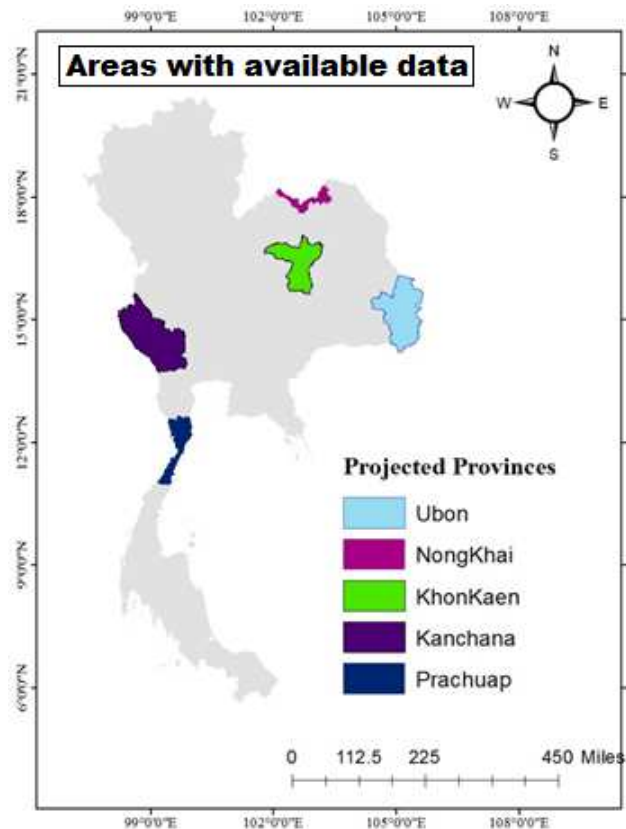 99°0'0"E 102°0'0"E 105°0'0"E 108°0'0"E
Areas with available data
N
W E
S
21°0'0"N
18°0'0"N
15°0'0"N
12°0'0"N
9°0'0"N
6°0'0"N
Projected Provinces
Ubon
NongKhai
KhonKaen
Kanchana
Prachuap
0 112.5 225 450 Miles
99°0'0"E 102°0'0"E 105°0'0"E 108°0'0"E